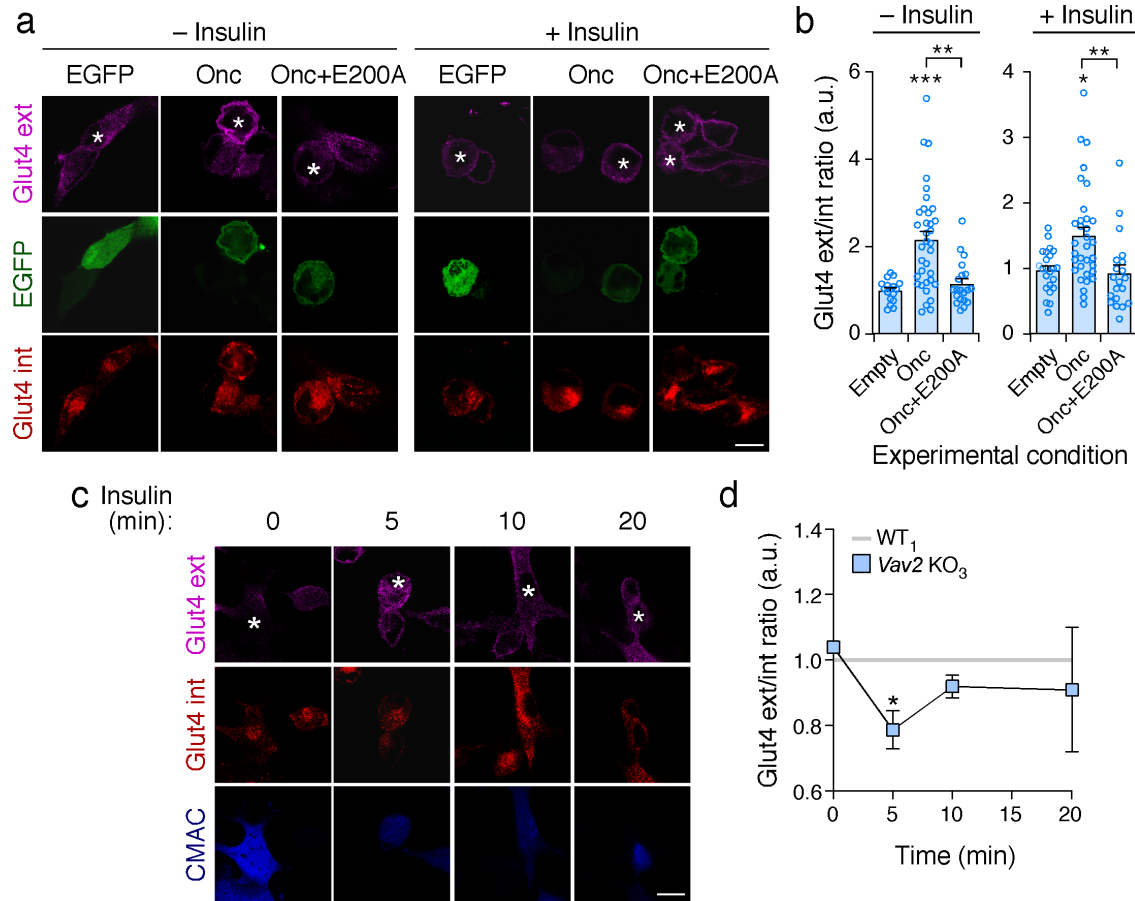 a
– Insulin
+ Insulin
EGFP Onc Onc+E200A EGFP Onc Onc+E200A
Glut4 ext
* * * * * * *
EGFP
Glut4 int
b
– Insulin + Insulin
Glut4 ext/int ratio (a.u.)
6
4
2
0
***
**
4
3
2
1
0
*
**
Empty
Onc
Onc+E200A
Empty
Onc
Onc+E200A
Experimental condition
c
Insulin
(min): 0 5 10 20
Glut4 ext
* * * *
Glut4 int
CMAC
d
Glut4 ext/int ratio (a.u.)
1.4
1.2
1.0
0.8
0.6
WT₁
Vav2 KO₃
*
0 5 10 15 20
Time (min)